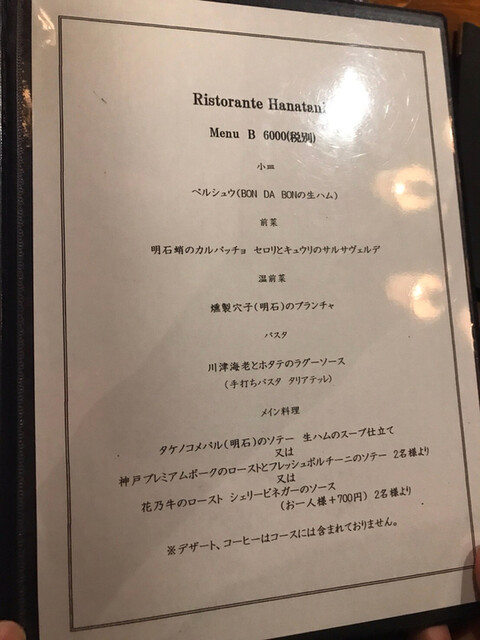 Ristorante Hanatani
Menu B 6000(税別)
小皿
ペルシュウ(BON DA BONの生ハム)
前菜
明石蛸のカルパッチョ セロリとキュウリのサルサヴェルデ
温前菜
燻製穴子(明石)のプランチャ
パスタ
川津海老とホタテのラグーソース
(手打ちパスタ タリアテッレ)
メイン料理
タケノコメバル(明石)のソテー 生ハムのスープ仕立て
又は
神戸プレミアムポークのローストとフレッシュポルチーニのソテー 2名様より
又は
花乃牛のロースト シェリービネガーのソース
(お一人様+700円) 2名様より
※デザート、コーヒーはコースには含まれておりません。